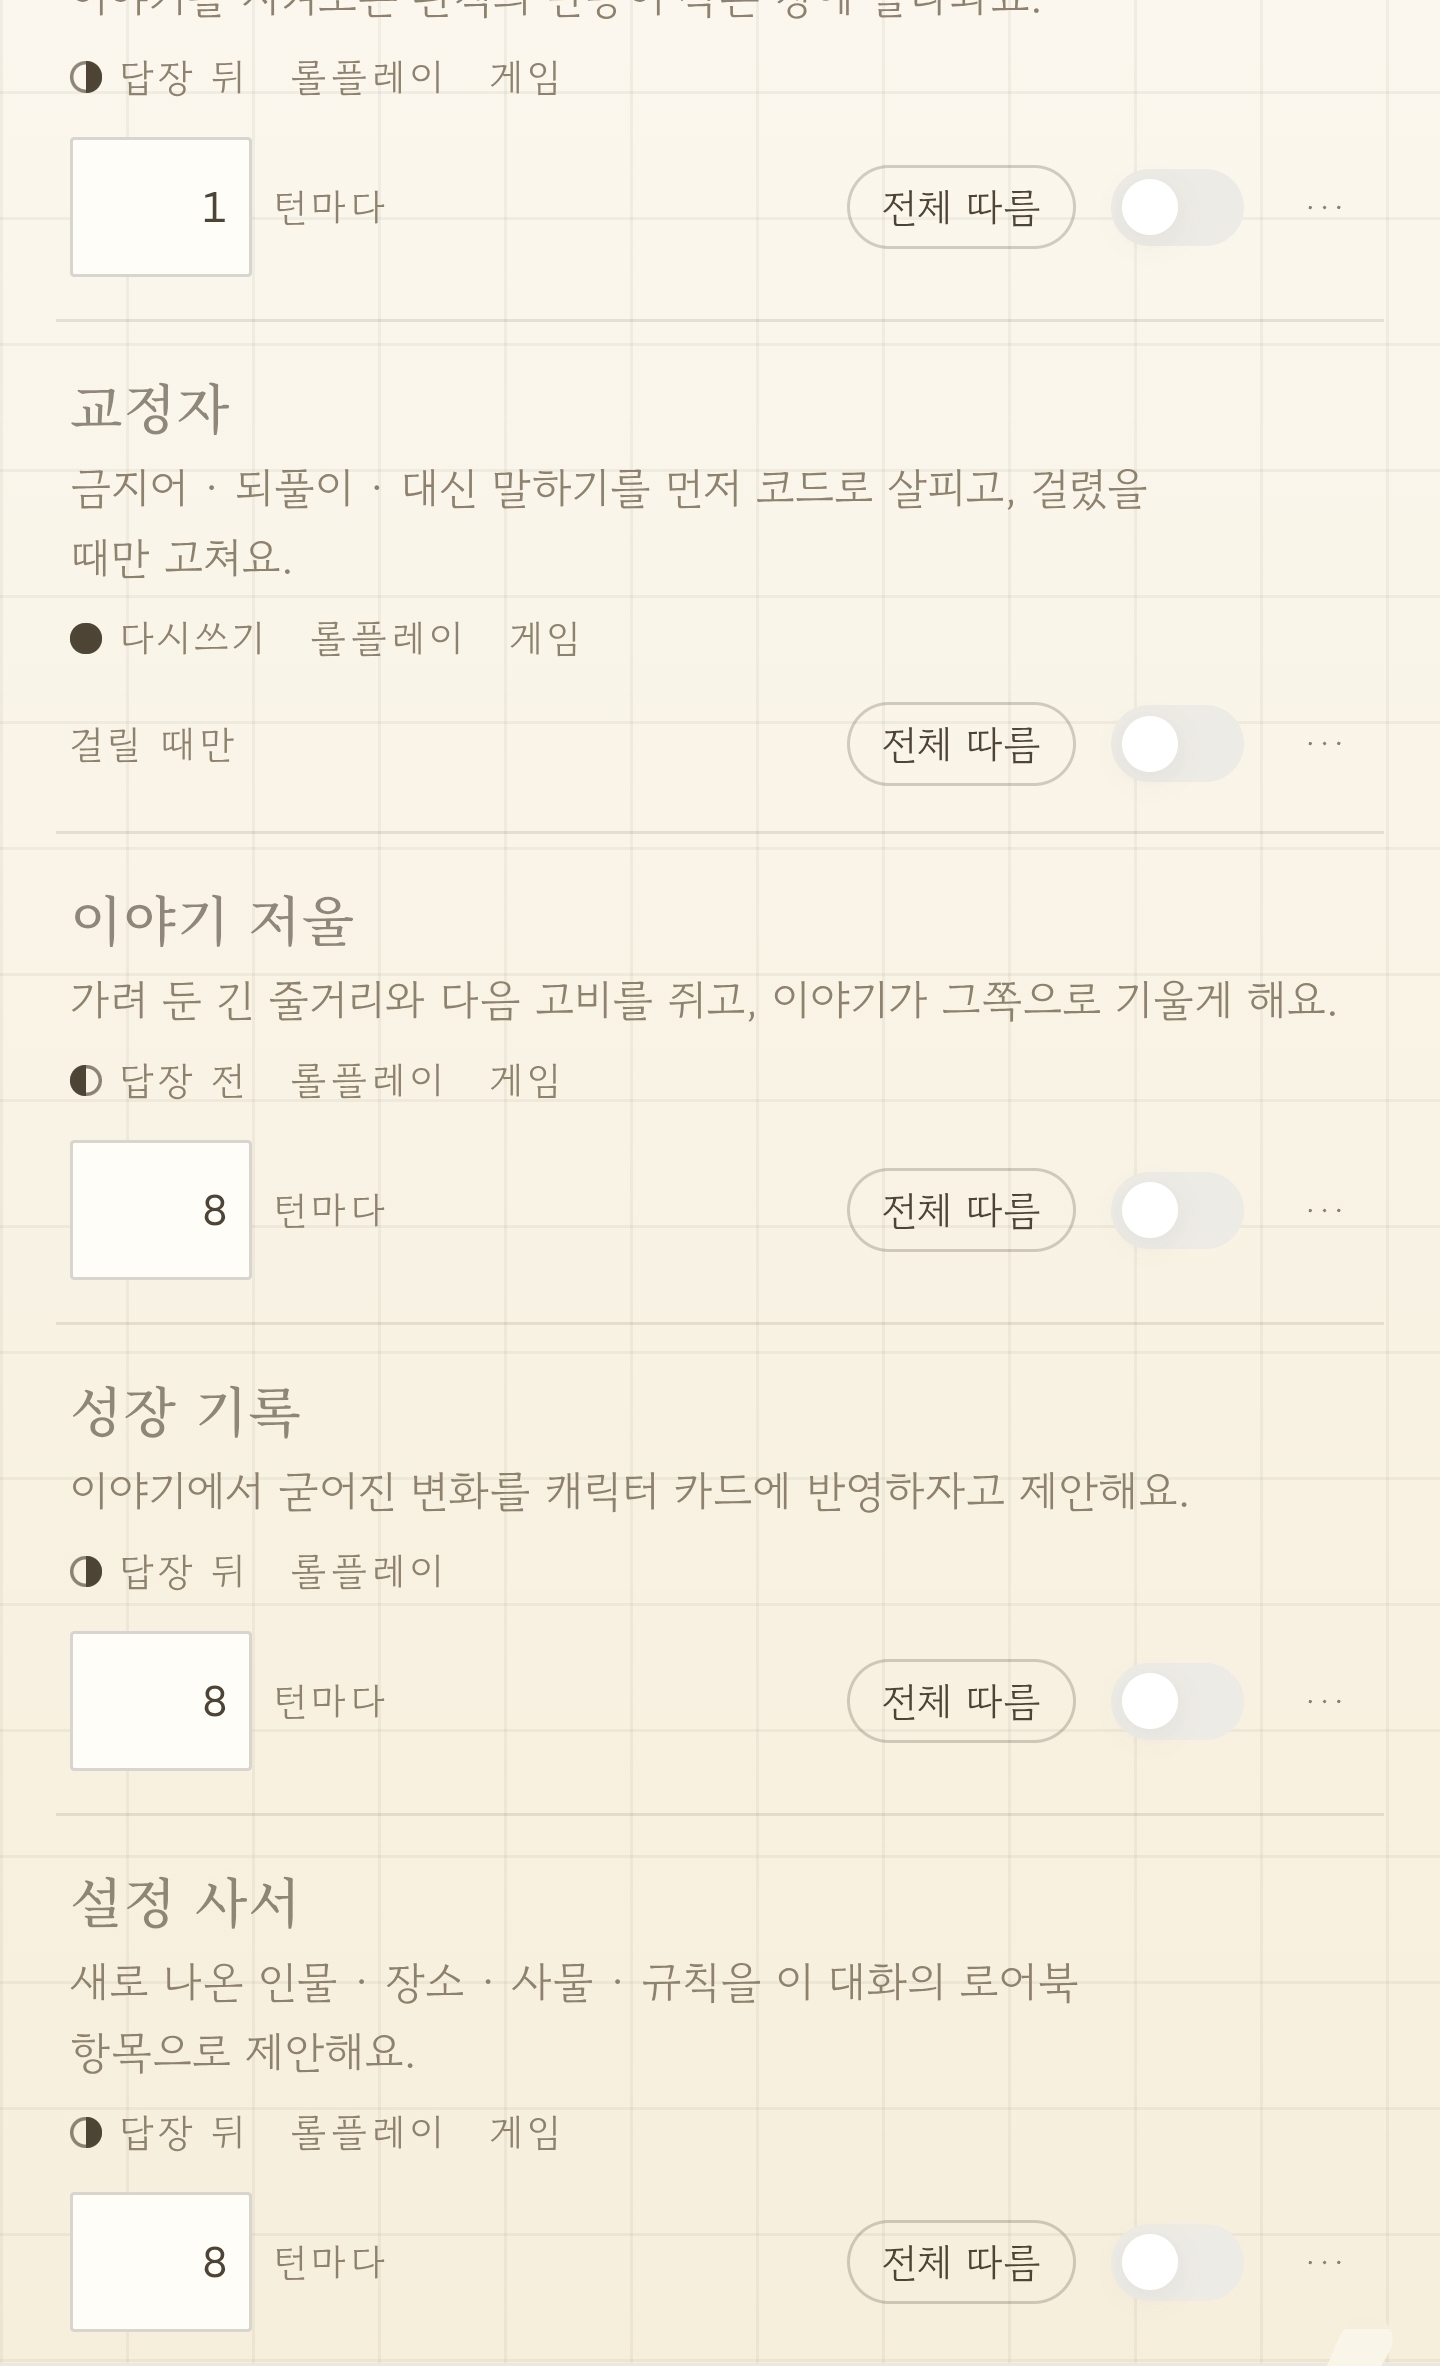 답장 뒤 롤플레이 게임
1 턴마다 전체 따름 ...
교정자
금지어 · 되풀이 · 대신 말하기를 먼저 코드로 살피고, 걸렸을
때만 고쳐요.
다시쓰기 롤플레이 게임
걸릴 때만 전체 따름 ...
이야기 저울
가려 둔 긴 줄거리와 다음 고비를 쥐고, 이야기가 그쪽으로 기울게 해요.
답장 전 롤플레이 게임
8 턴마다 전체 따름 ...
성장 기록
이야기에서 굳어진 변화를 캐릭터 카드에 반영하자고 제안해요.
답장 뒤 롤플레이
8 턴마다 전체 따름 ...
설정 사서
새로 나온 인물 · 장소 · 사물 · 규칙을 이 대화의 로어북
항목으로 제안해요.
답장 뒤 롤플레이 게임
8 턴마다 전체 따름 ...